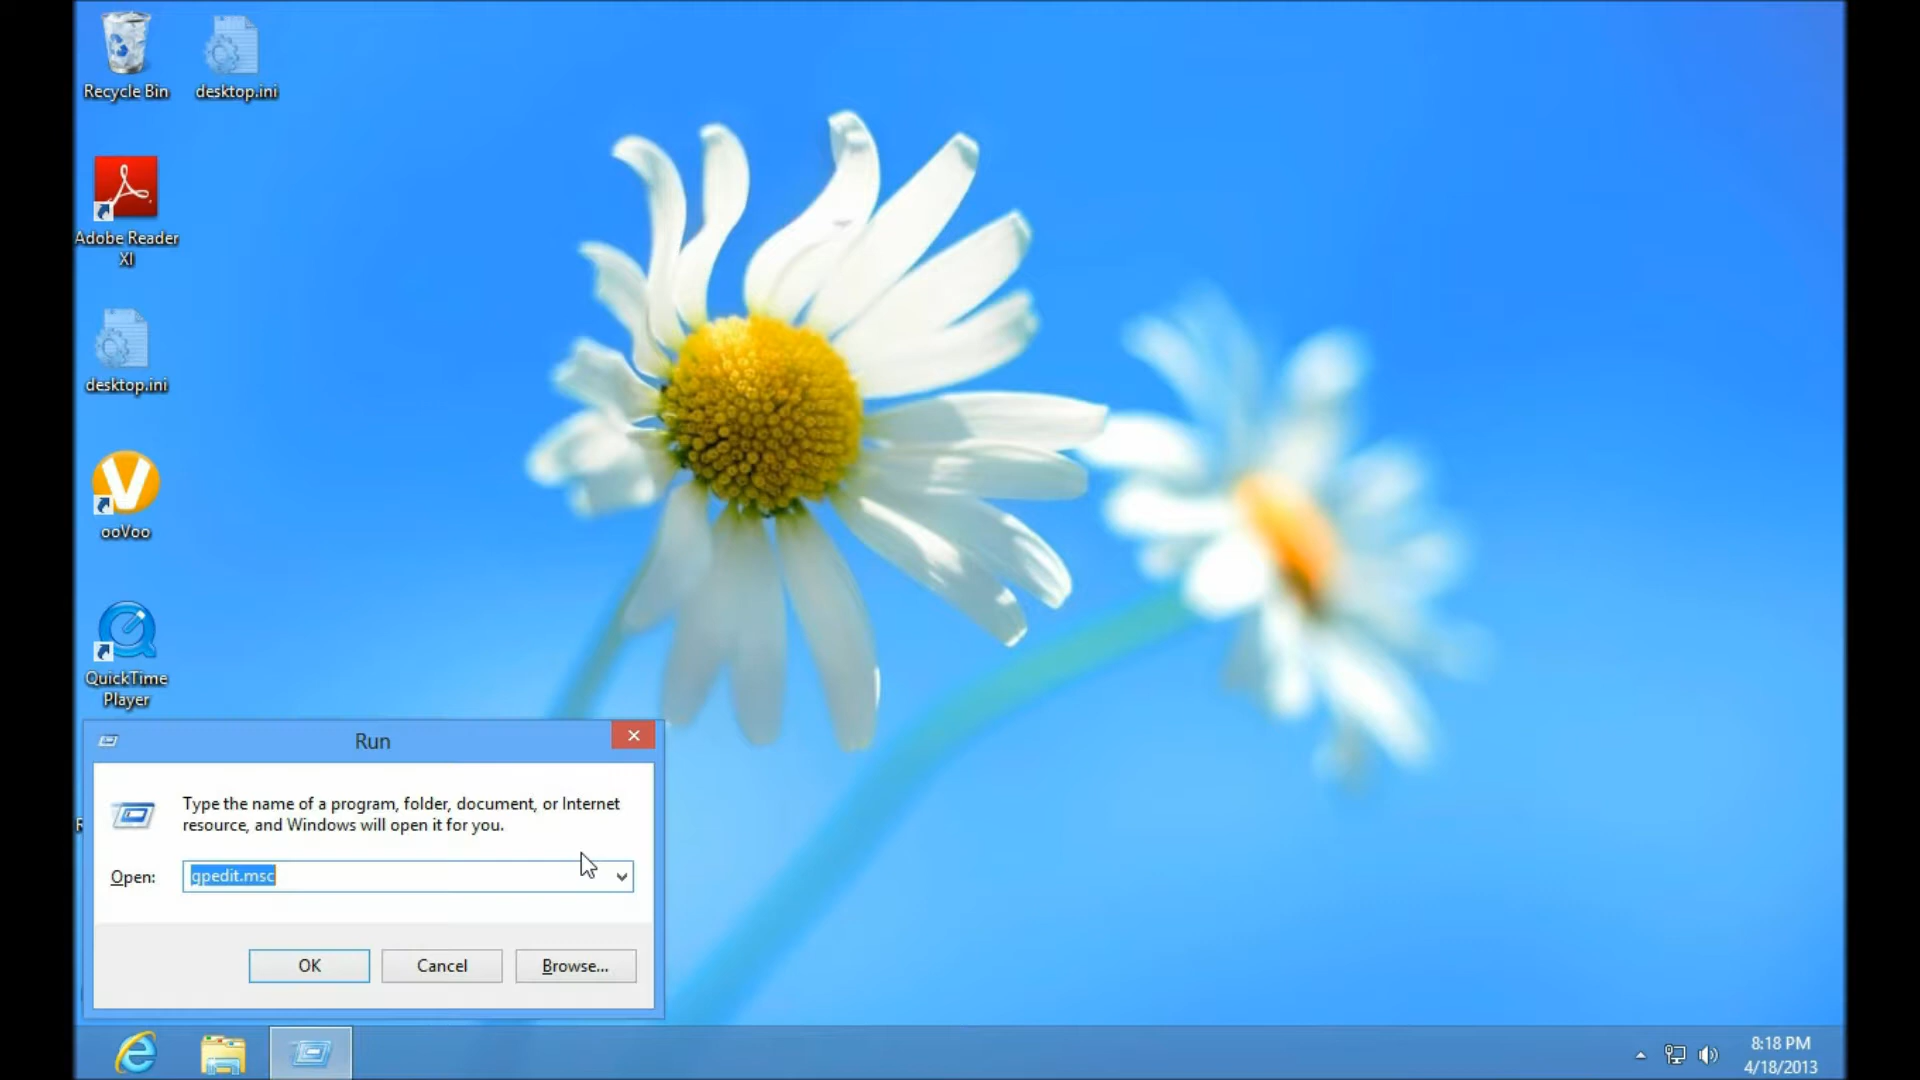 Recycle Bin
desktop.ini
Adobe Reader
XI
desktop.ini
ooVoo
QuickTime
Player
Run
Type the name of a program, folder, document, or Internet
resource, and Windows will open it for you.
Open:
gpedit.msc
OK
Cancel
Browse...
8:18 PM
4/18/2013